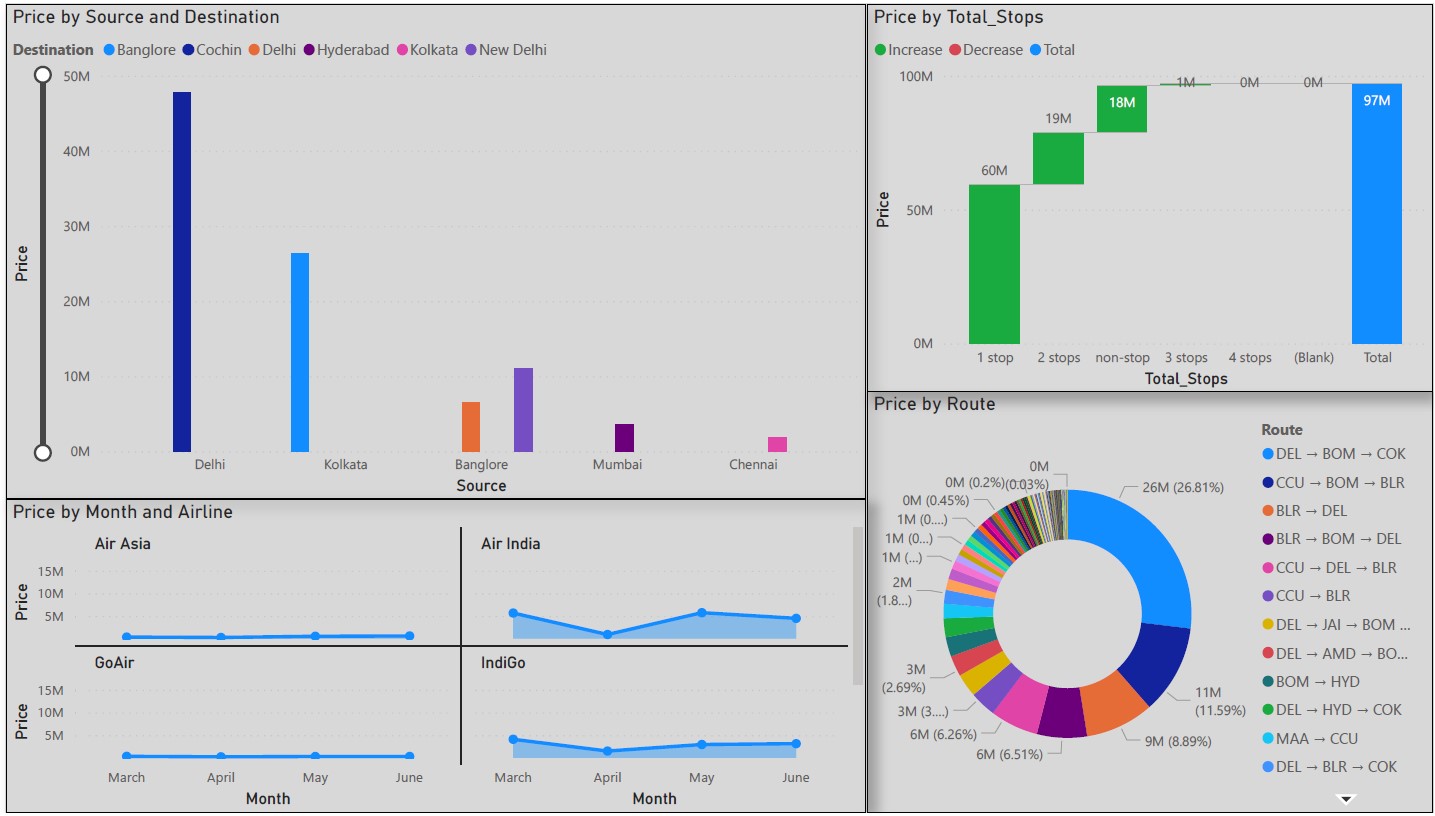 Price by Source and Destination
Destination Banglore Cochin Delhi Hyderabad Kolkata New Delhi
50M
40M
30M
20M
10M
0M
Price
Delhi Kolkata Banglore Mumbai Chennai
Source
Price by Total_Stops
Increase Decrease Total
100M
50M
0M
Price
60M
19M
18M
1M
0M
0M
97M
1 stop 2 stops non-stop 3 stops 4 stops (Blank) Total
Total_Stops
Price by Month and Airline
Air Asia
15M
10M
5M
Price
Air India
GoAir
15M
10M
5M
Price
IndiGo
March April May June
Month
March April May June
Month
Price by Route
0M
(0.03%)
0M (0.2%)
0M (0.45%)
1M (0....)
1M (0...)
1M (...)
2M
(1.8...)
3M
(2.69%)
3M (3....)
6M (6.26%)
6M (6.51%)
9M (8.89%)
11M
(11.59%)
26M (26.81%)
Route
DEL → BOM → COK
CCU → BOM → BLR
BLR → DEL
BLR → BOM → DEL
CCU → DEL → BLR
CCU → BLR
DEL → JAI → BOM ...
DEL → AMD → BO...
BOM → HYD
DEL → HYD → COK
MAA → CCU
DEL → BLR → COK